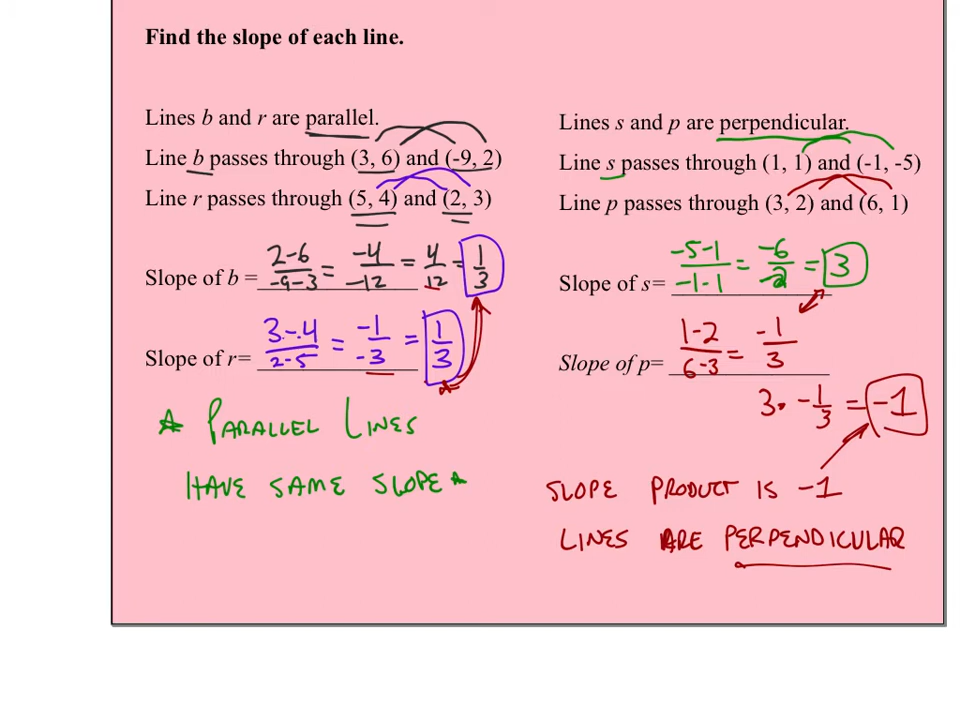 Find the slope of each line.
Lines b and r are parallel.
Line b passes through (3, 6) and (-9, 2)
Line r passes through (5, 4) and (2, 3)
Slope of b = 2-6/-9-3 = -4/-12 = 4/12 = 1/3
Slope of r= 3-.4/2-5 = -1/-3 = 1/3
PARALLEL LINES
HAVE SAME SLOPE
Lines s and p are perpendicular.
Line s passes through (1, 1) and (-1, -5)
Line p passes through (3, 2) and (6, 1)
Slope of s= -5-1/-1-1 = -6/-2 = 3
Slope of p= 1-2/6-3 = -1/3
3 · -1/3 = -1
SLOPE PRODUCT IS -1
LINES ARE PERPENDICULAR